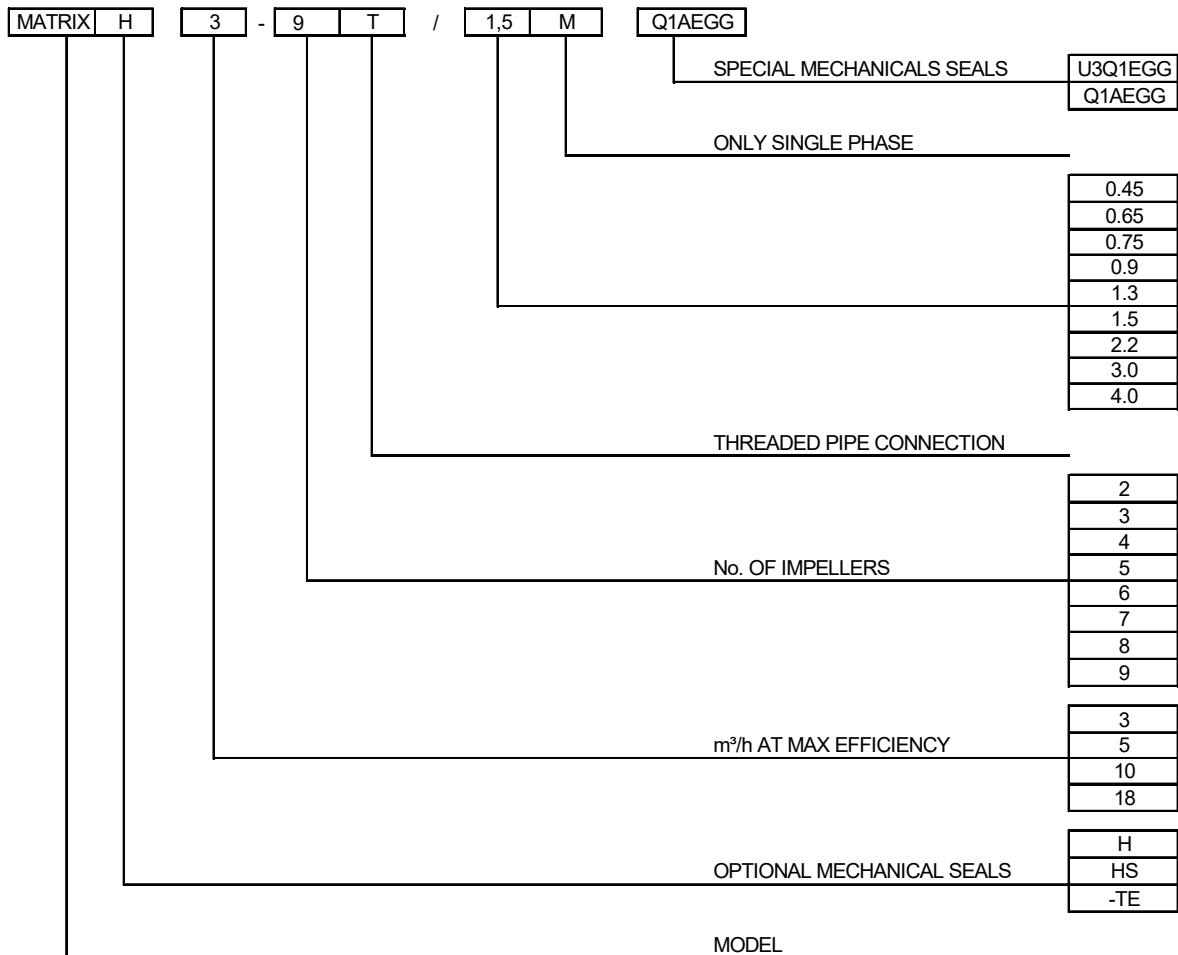 MATRIX H 3 - 9 T / 1,5 M Q1AEGG
SPECIAL MECHANICALS SEALS U3Q1EGG
Q1AEGG
ONLY SINGLE PHASE
0.45
0.65
0.75
0.9
1.3
1.5
2.2
3.0
4.0
THREADED PIPE CONNECTION
2
3
4
No. OF IMPELLERS 5
6
7
8
9
3
m³/h AT MAX EFFICIENCY 5
10
18
H
OPTIONAL MECHANICAL SEALS HS
-TE
MODEL